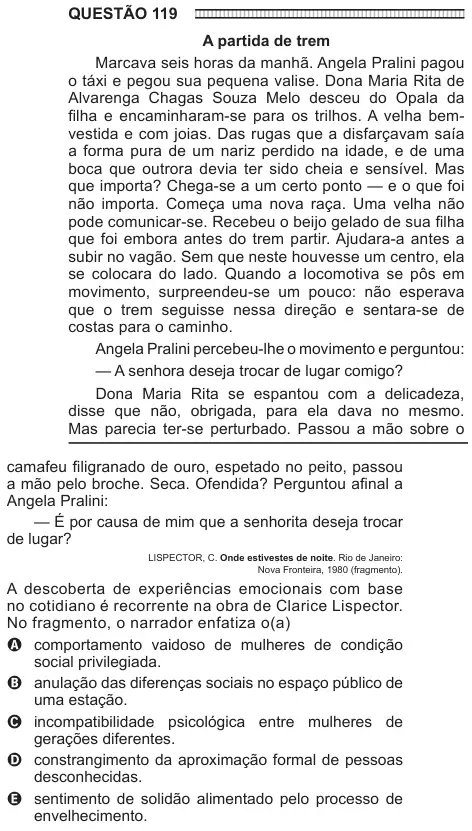 QUESTÃO 119
A partida de trem
Marcava seis horas da manhã. Angela Pralini pagou
o táxi e pegou sua pequena valise. Dona Maria Rita de
Alvarenga Chagas Souza Melo desceu do Opala da
filha e encaminharam-se para os trilhos. A velha bem-
vestida e com joias. Das rugas que a disfarçavam saía
a forma pura de um nariz perdido na idade, e de uma
boca que outrora devia ter sido cheia e sensível. Mas
que importa? Chega-se a um certo ponto — e o que foi
não importa. Começa uma nova raça. Uma velha não
pode comunicar-se. Recebeu o beijo gelado de sua filha
que foi embora antes do trem partir. Ajudara-a antes a
subir no vagão. Sem que neste houvesse um centro, ela
se colocara do lado. Quando a locomotiva se pôs em
movimento, surpreendeu-se um pouco: não esperava
que o trem seguisse nessa direção e sentara-se de
costas para o caminho.
Angela Pralini percebeu-lhe o movimento e perguntou:
— A senhora deseja trocar de lugar comigo?
Dona Maria Rita se espantou com a delicadeza,
disse que não, obrigada, para ela dava no mesmo.
Mas parecia ter-se perturbado. Passou a mão sobre o
camafeu filigranado de ouro, espetado no peito, passou
a mão pelo broche. Seca. Ofendida? Perguntou afinal a
Angela Pralini:
— É por causa de mim que a senhorita deseja trocar
de lugar?
LISPECTOR, C. Onde estivestes de noite. Rio de Janeiro:
Nova Fronteira, 1980 (fragmento).
A descoberta de experiências emocionais com base
no cotidiano é recorrente na obra de Clarice Lispector.
No fragmento, o narrador enfatiza o(a)
A comportamento vaidoso de mulheres de condição
social privilegiada.
B anulação das diferenças sociais no espaço público de
uma estação.
C incompatibilidade psicológica entre mulheres de
gerações diferentes.
D constrangimento da aproximação formal de pessoas
desconhecidas.
E sentimento de solidão alimentado pelo processo de
envelhecimento.